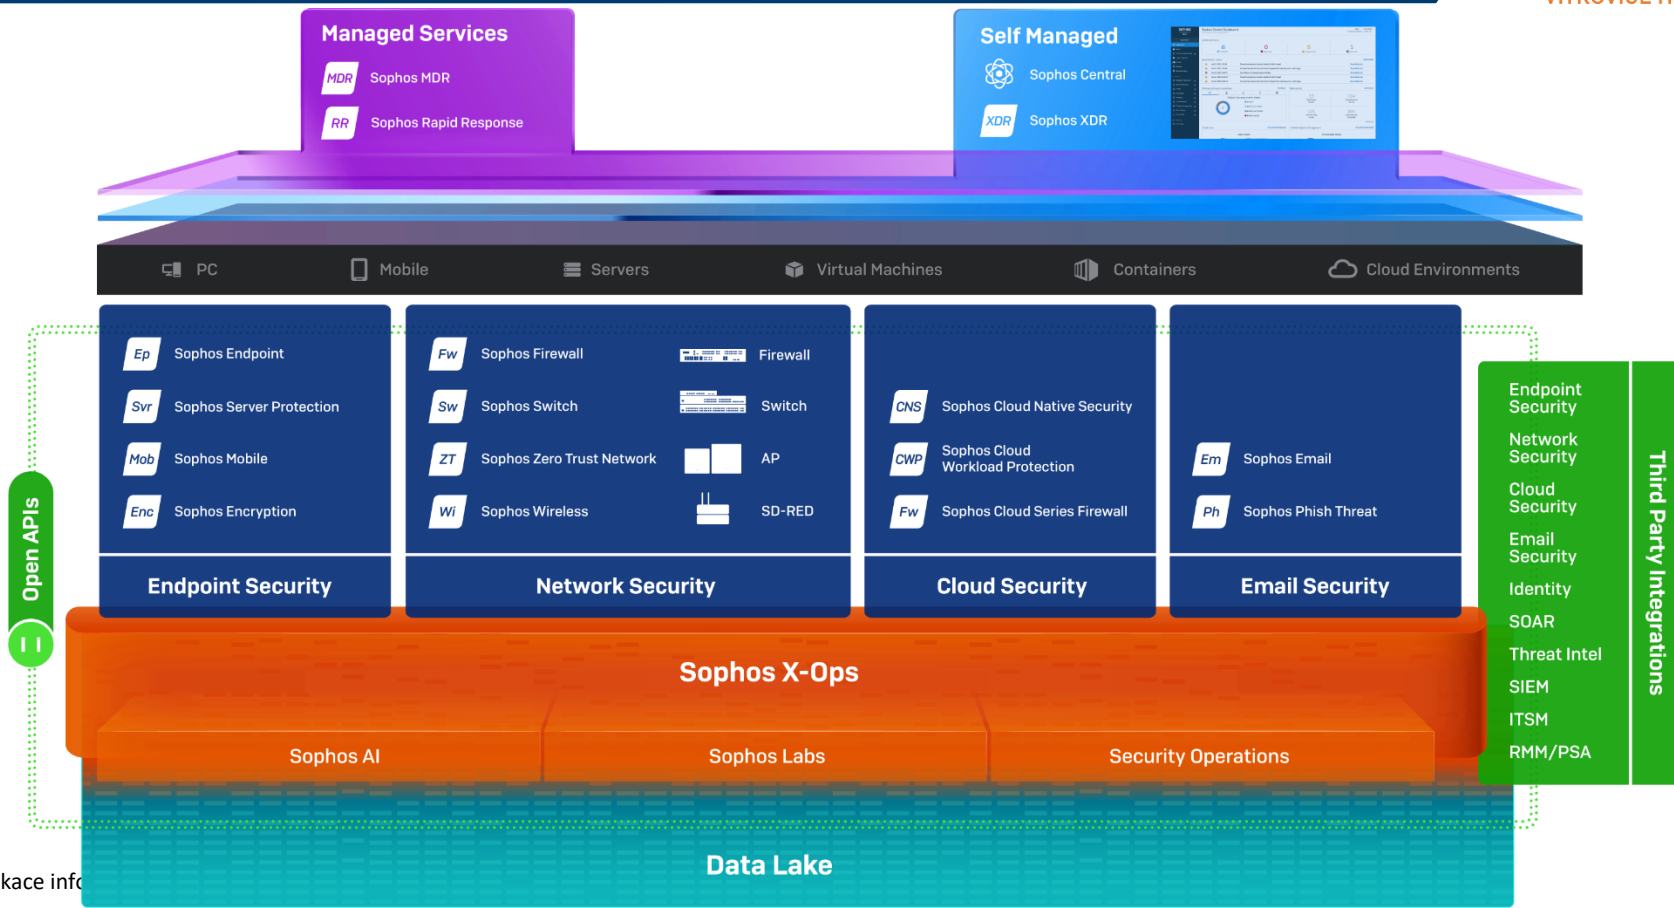 Managed Services
MDR Sophos MDR
RR Sophos Rapid Response
Self Managed
Sophos Central
XDR Sophos XDR
PC
Mobile
Servers
Virtual Machines
Containers
Cloud Environments
Ep Sophos Endpoint
Svr Sophos Server Protection
Mob Sophos Mobile
Enc Sophos Encryption
Endpoint Security
Fw Sophos Firewall
Sw Sophos Switch
ZT Sophos Zero Trust Network
Wi Sophos Wireless
Firewall
Switch
AP
SD-RED
Network Security
CNS Sophos Cloud Native Security
CWP Sophos Cloud
Workload Protection
Fw Sophos Cloud Series Firewall
Cloud Security
Em Sophos Email
Ph Sophos Phish Threat
Email Security
Open APIs
Endpoint
Security
Network
Security
Cloud
Security
Email
Security
Identity
SOAR
Threat Intel
SIEM
ITSM
RMM/PSA
Third Party Integrations
Sophos X-Ops
Sophos AI
Sophos Labs
Security Operations
Data Lake
kace info